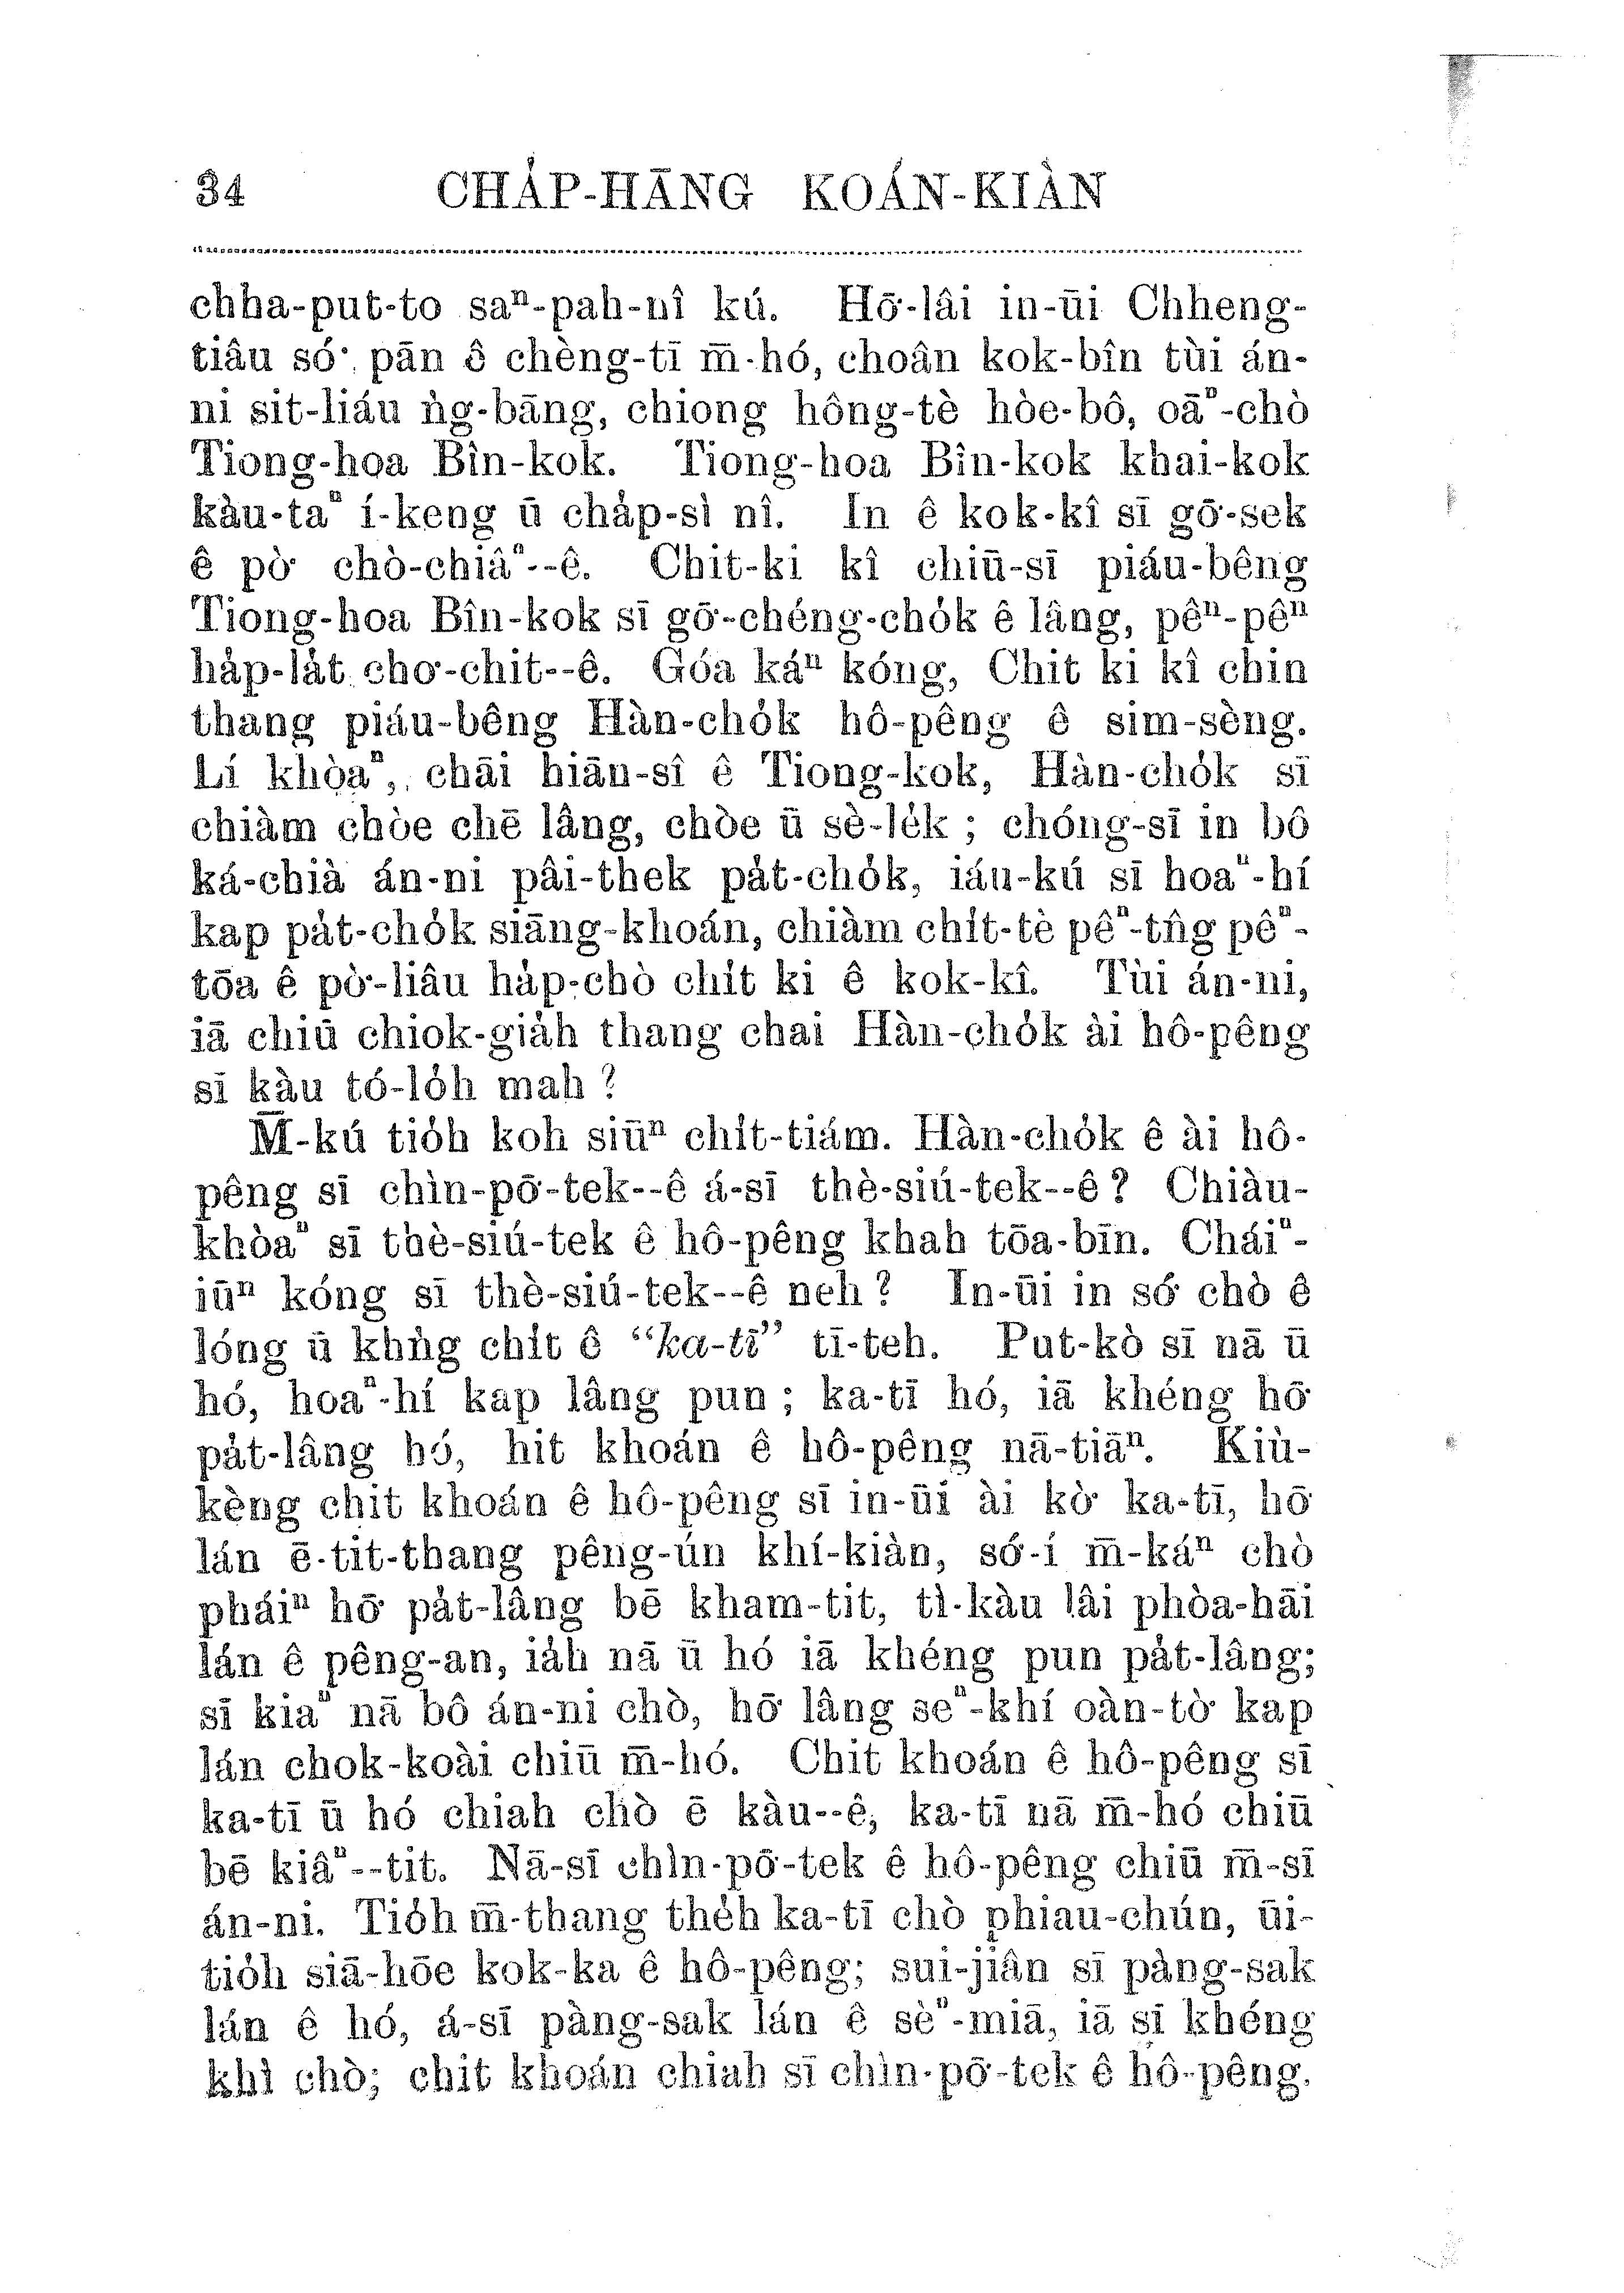 34 CHA̍P-HĀNG KOÁN-KIÀN
chha-put-to saⁿ-pah-nî kú. Hō͘-lâi in-ūi Chheng-
tiâu só͘ pān ê chèng-tī m̄-hó, choân kok-bîn tùi án-
ni sit-liáu ǹg-bāng, chiong hông-tè hòe-bô, oāⁿ-chò
Tiong-hoa Bîn-kok. Tiong-hoa Bîn-kok khai-kok
kàu-taⁿ í-keng ū cha̍p-sì nî. In ê kok-kî sī gō͘-sek
ê pò͘ chò-chiâⁿ--ê. Chit-ki kî chiū-sī piáu-bêng
Tiong-hoa Bîn-kok sī gō͘-chéng-cho̍k ê lâng, pêⁿ-pêⁿ
ha̍p-la̍t cho͘-chit--ê. Góa káⁿ kóng, Chit ki kî chin
thang piáu-bêng Hàn-cho̍k hô-pêng ê sim-sèng.
Lí khòaⁿ, chāi hiān-sî ê Tiong-kok, Hàn-cho̍k sī
chiàm chòe chē lâng, chòe ū sè-le̍k ; chóng-sī in bô
ká-chià án-ni pâi-thek pa̍t-cho̍k, iáu-kú sī hoaⁿ-hí
kap pa̍t-cho̍k siāng-khoán, chiàm chi̍t-tè pêⁿ-tn̂g pêⁿ-
tōa ê pò͘-liâu ha̍p-chò chi̍t ki ê kok-kî. Tùi án-ni,
iā chiū chiok-gia̍h thang chai Hàn-cho̍k ài hô-pêng
sī kàu tó-lo̍h mah ?
M̄-kú tio̍h koh siūⁿ chi̍t-tiám. Hàn-cho̍k ê ài hô-
pêng sī chìn-pō͘-tek--ê á-sī thè-siú-tek--ê? Chiàu-
khòaⁿ sī thè-siú-tek ê hô-pêng khah tōa-bīn. Cháiⁿ-
iūⁿ kóng sī thè-siú-tek--ê neh? In-ūi in só͘ chò ê
lóng ū khǹg chi̍t ê “ka-tī” tī-teh. Put-kò sī nā ū
hó, hoaⁿ-hí kap lâng pun ; ka-tī hó, iā khéng hō͘
pa̍t-lâng hó, hit khoán ê hô-pêng nā-tiāⁿ. Kiù-
kèng chit khoán ê hô-pêng sī in-ūi ài kò͘ ka-tī, hō͘
lán ē-tit-thang pêng-ún khí-kiàn, só͘-í m̄-káⁿ chò
pháiⁿ hō͘ pa̍t-lâng bē kham-tit, tì-kàu lâi phòa-hāi
lán ê pêng-an, ia̍h nā ū hó iā khéng pun pa̍t-lâng;
sī kiaⁿ nā bô án-ni chò, hō͘ lâng seⁿ-khí oàn-tò͘ kap
lán chok-koài chiū m̄-hó. Chit khoán ê hô-pêng sī
ka-tī ū hó chiah chò ē kàu--ê, ka-tī nā m̄-hó chiū
bē kiâⁿ--tit. Nā-sī chìn-pō͘-tek ê hô-pêng chiū m̄-sī
án-ni. Tio̍h m̄-thang the̍h ka-tī chò phiau-chún, ūi-
tio̍h siā-hōe kok-ka ê hô-pêng; sui-jiân sī pàng-sak
lán ê hó, á-sī pàng-sak lán ê sèⁿ-miā, iā sī khéng
khì chò; chit khoán chiah sī chìn-pō͘-tek ê hô-pêng.